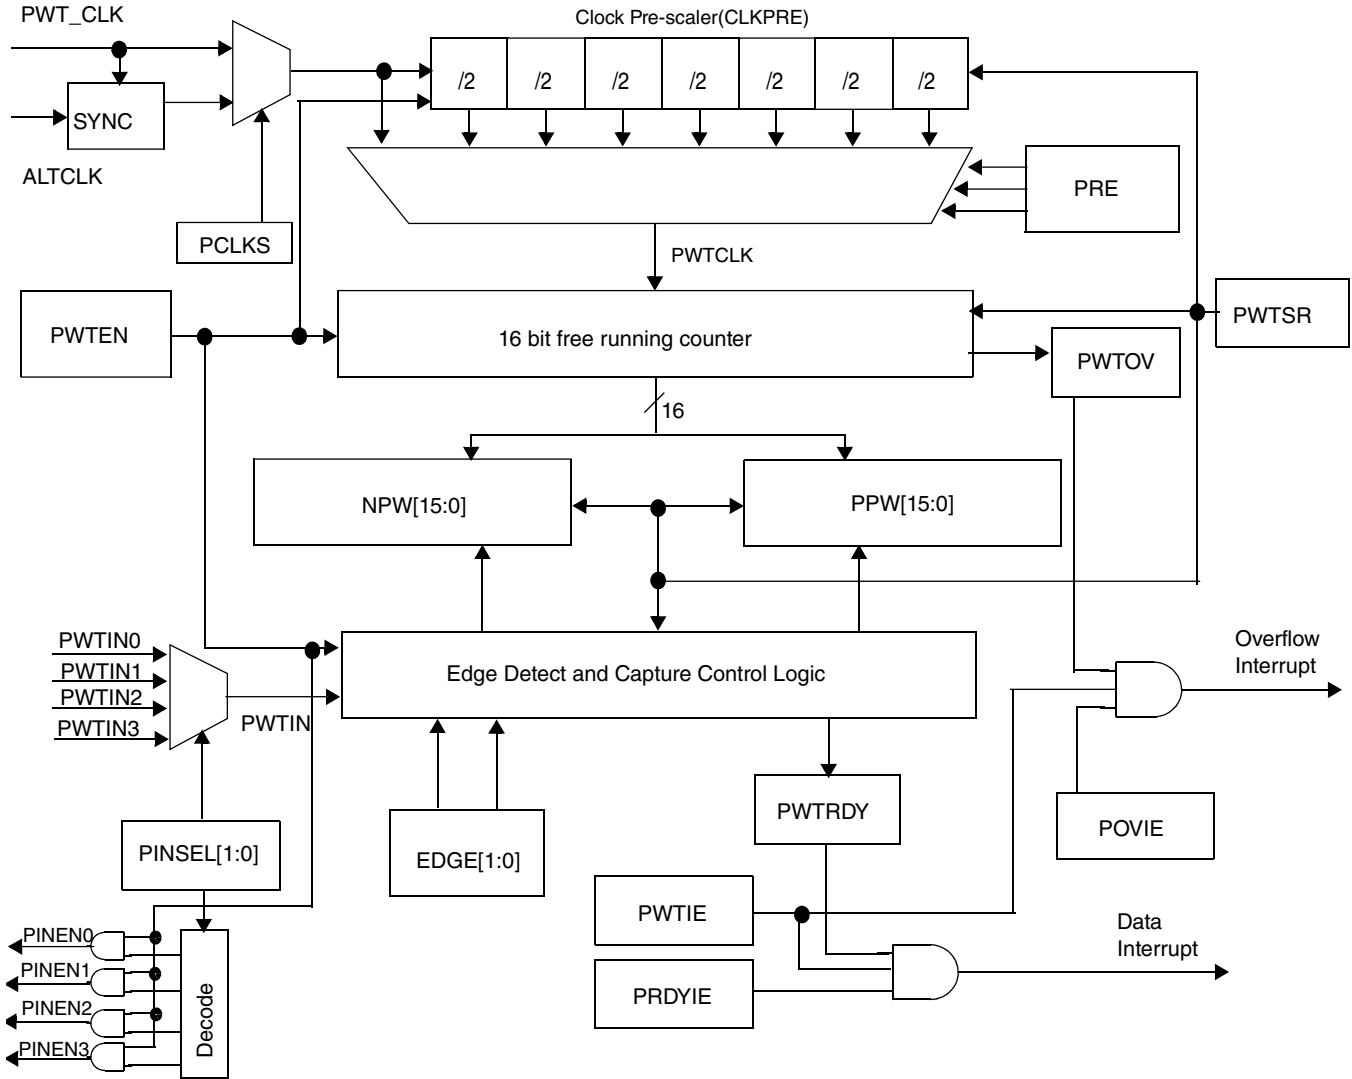 PWT_CLK
Clock Pre-scaler(CLKPRE)
/2
/2
/2
/2
/2
/2
/2
SYNC
ALTCLK
PRE
PCLKS
PWTCLK
PWTEN
16 bit free running counter
PWTSR
PWTOV
16
NPW[15:0]
PPW[15:0]
PWTIN0
PWTIN1
PWTIN2
PWTIN3
PWTIN
Edge Detect and Capture Control Logic
Overflow
Interrupt
PWTRDY
POVIE
PINSEL[1:0]
EDGE[1:0]
PWTIE
Data
Interrupt
PRDYIE
PINEN0
PINEN1
PINEN2
PINEN3
Decode